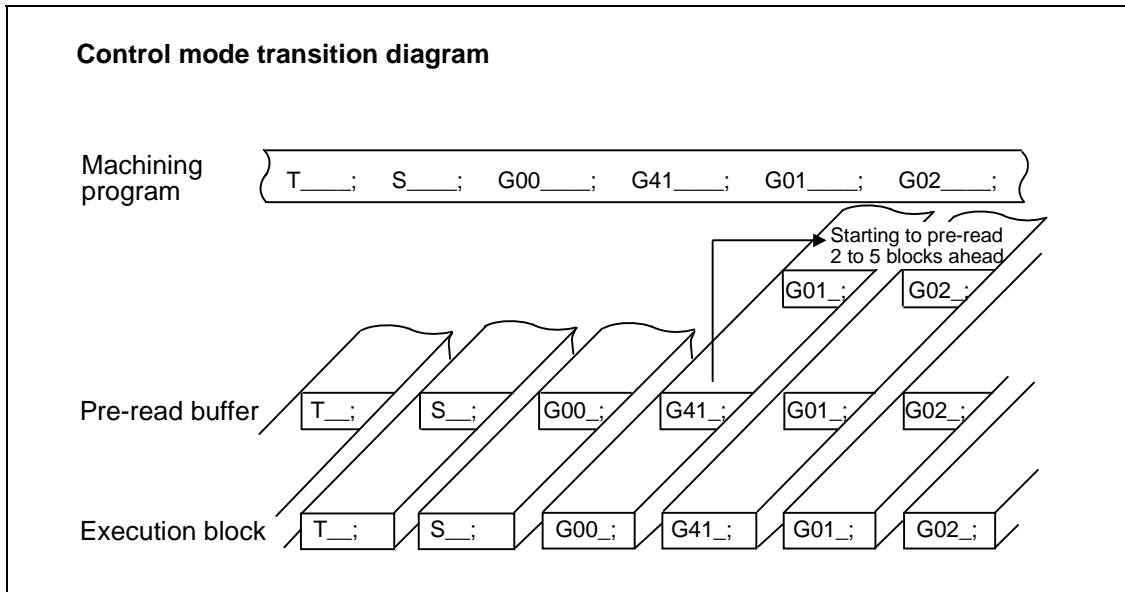 Control mode transition diagram
Machining
program
T____; S____; G00____; G41____; G01____; G02____;
Starting to pre-read
2 to 5 blocks ahead
G01_; G02_;
Pre-read buffer T__; S__; G00_; G41_; G01_; G02_;
Execution block T__; S__; G00_; G41_; G01_; G02_;